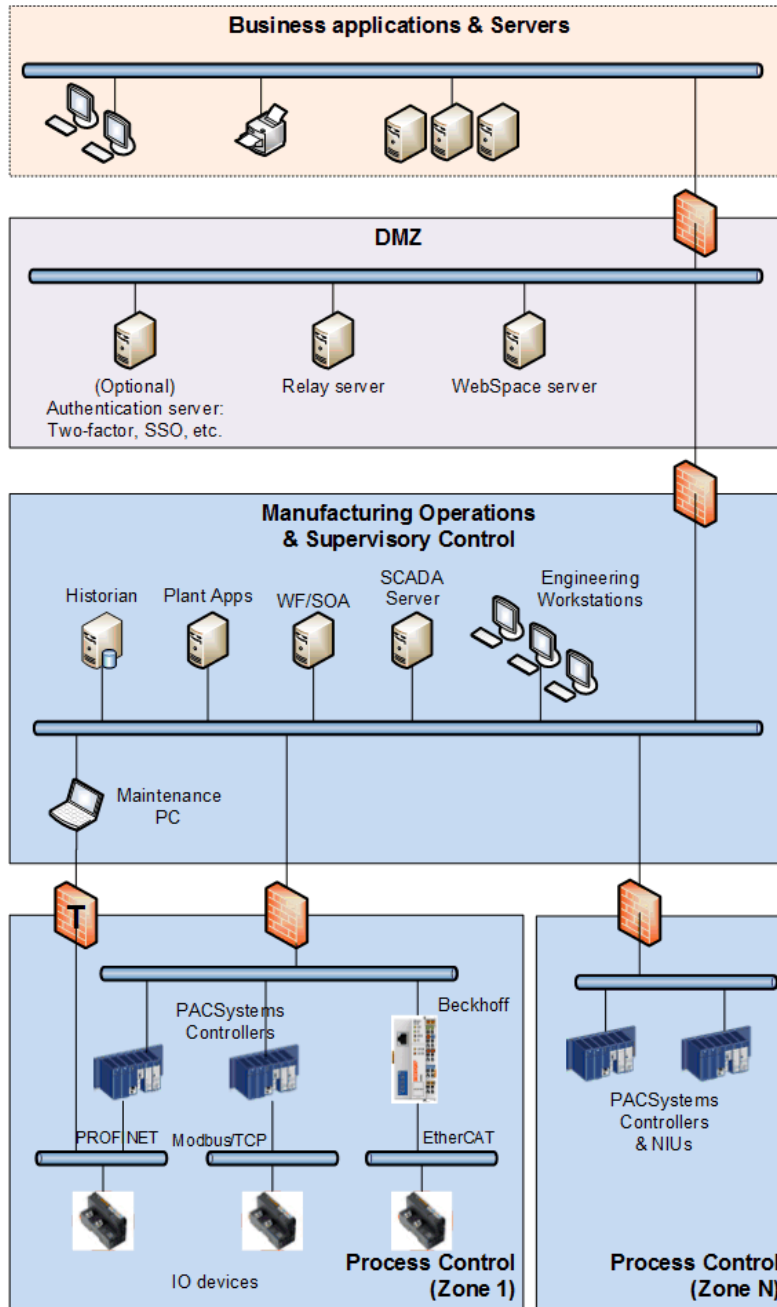 Business applications & Servers
DMZ
(Optional)
Authentication server:
Two-factor, SSO, etc.
Relay server
WebSpace server
Manufacturing Operations
& Supervisory Control
Historian
Plant Apps
WF/SOA
SCADA
Server
Engineering
Workstations
Maintenance
PC
T
PACSystems
Controllers
Beckhoff
PROFINET
Modbus/TCP
EtherCAT
IO devices
Process Control
(Zone 1)
PACSystems
Controllers
& NIUs
Process Control
(Zone N)